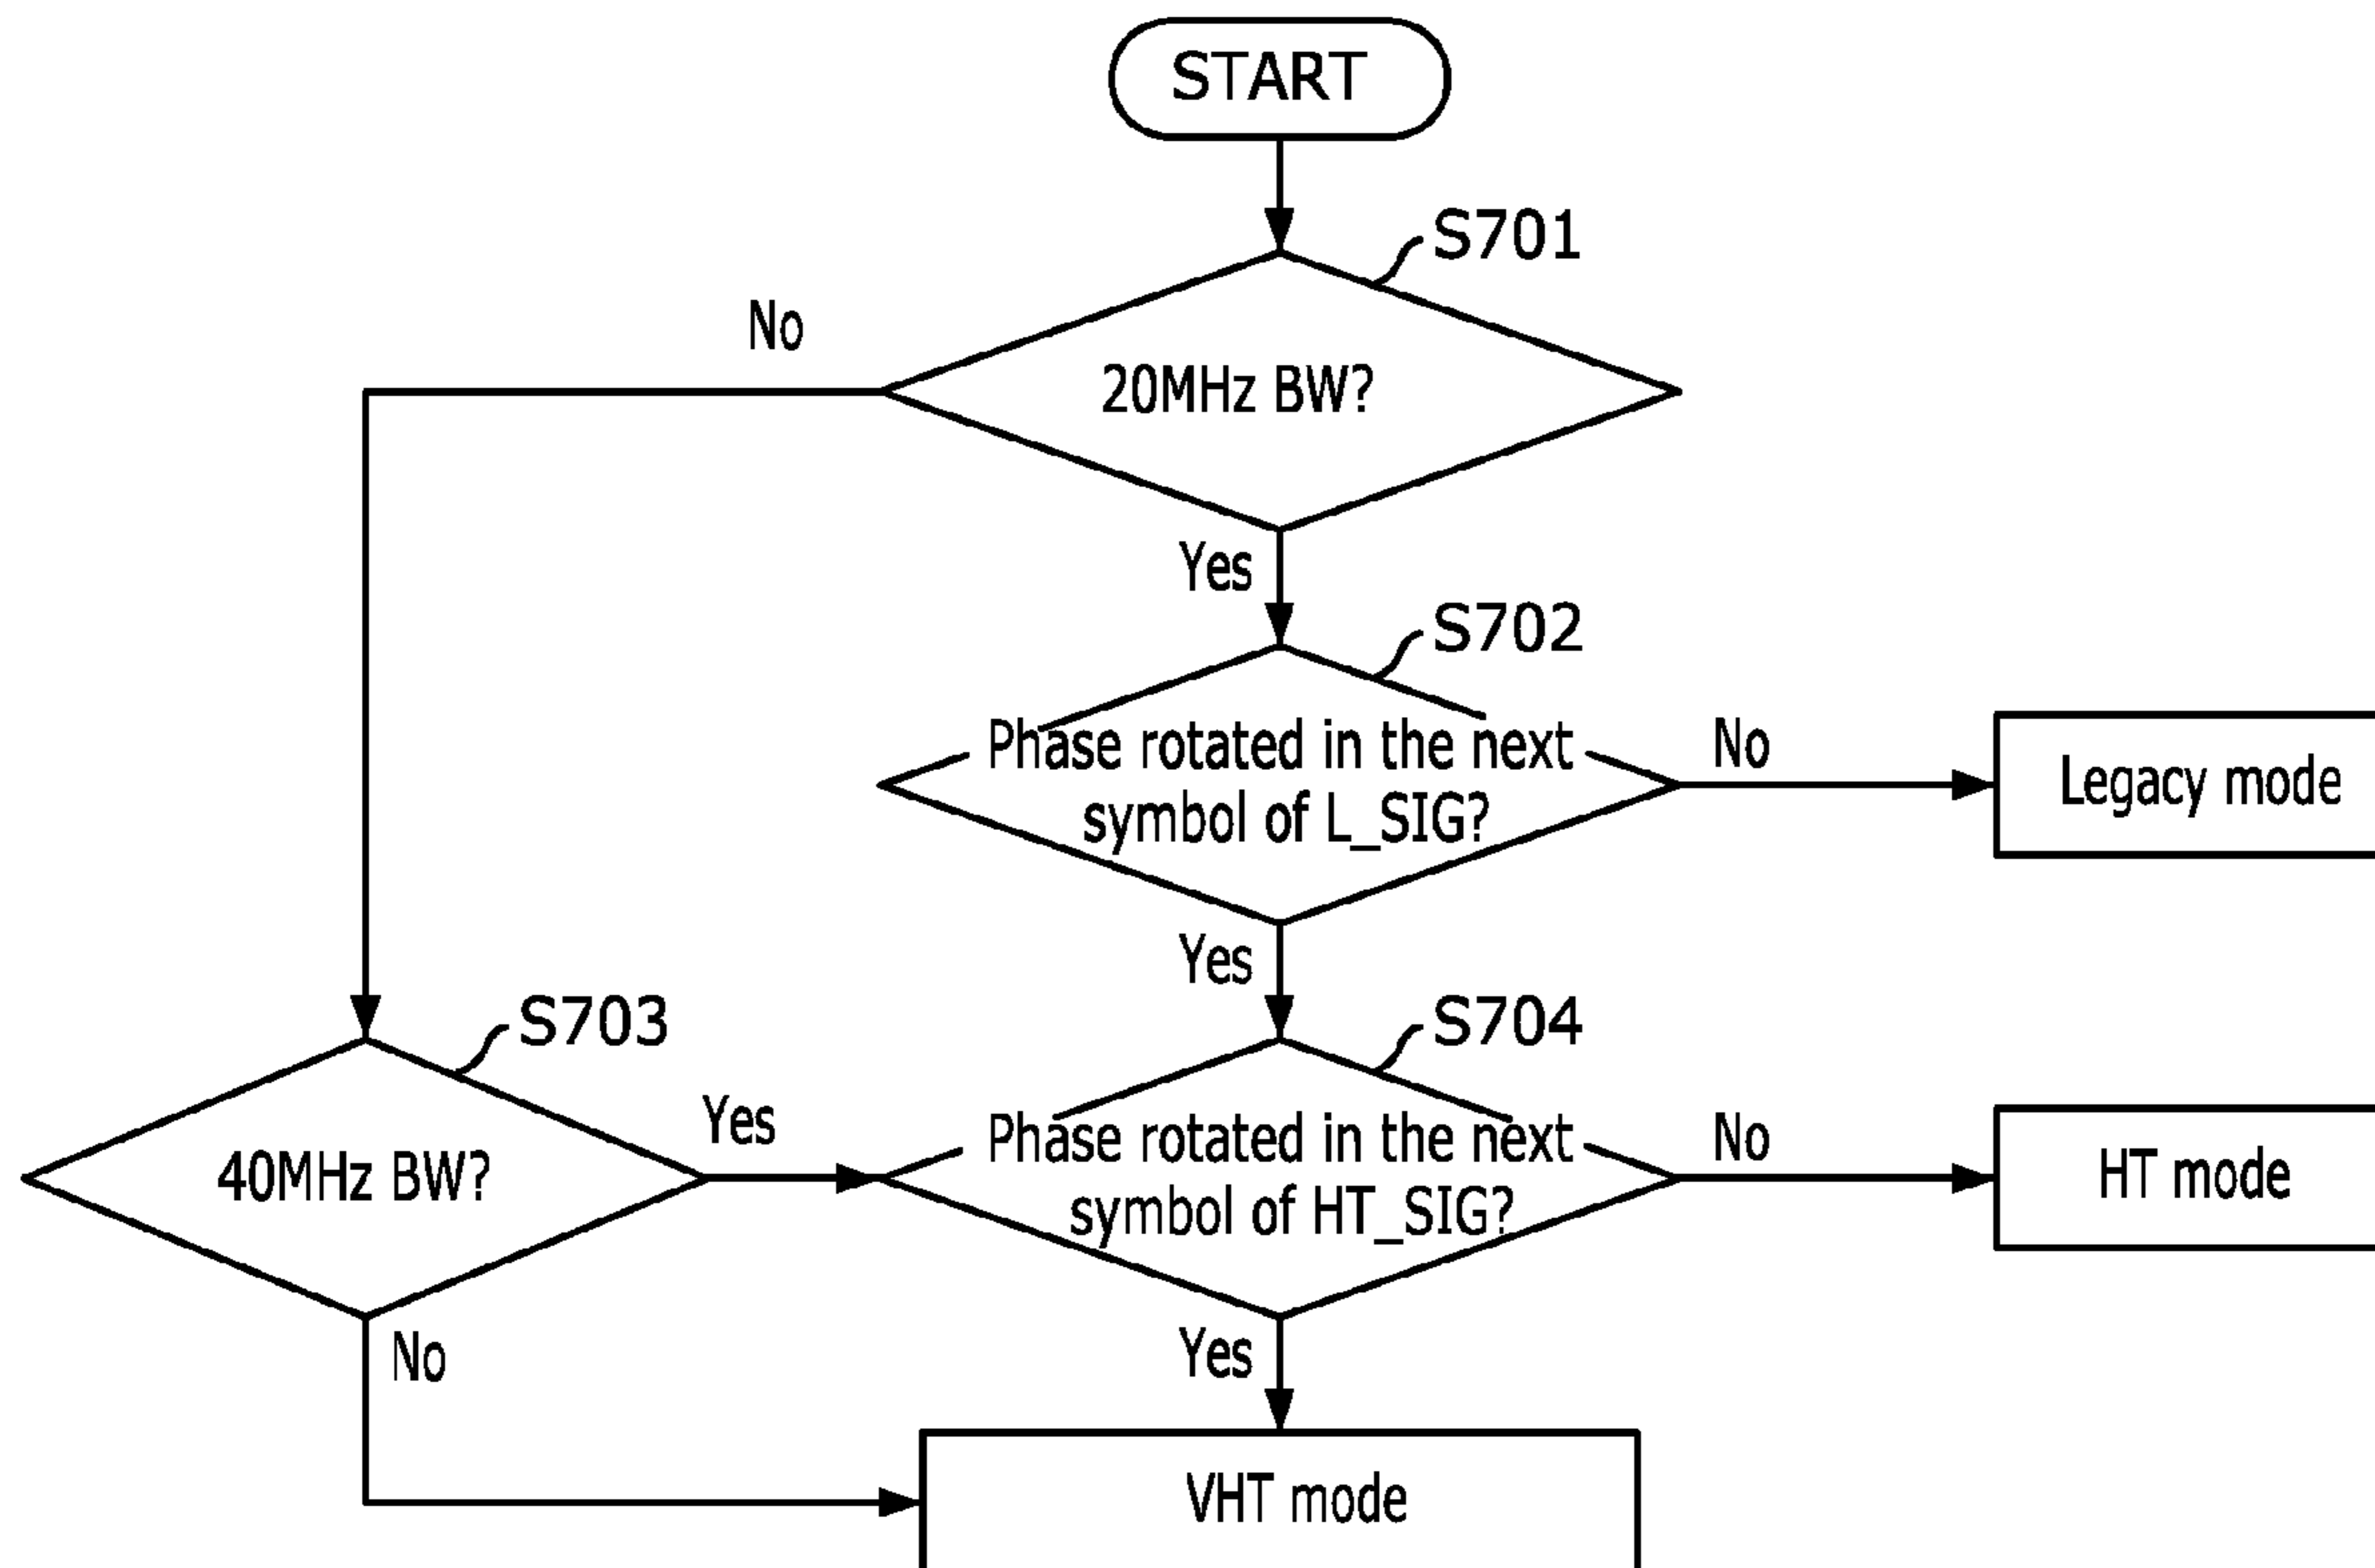 START
S701
No
20MHz BW?
Yes
S702
Phase rotated in the next
symbol of L_SIG?
No
Legacy mode
Yes
S703
S704
40MHz BW?
Yes
Phase rotated in the next
symbol of HT_SIG?
No
HT mode
No
Yes
VHT mode